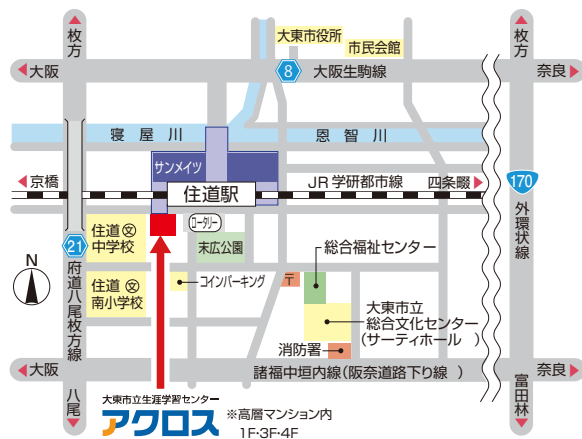 枚方
枚方
大東市役所
市民会館
大阪
8
大阪生駒線
奈良
寝屋川
恩智川
サンメイツ
京橋
住道駅
JR 学研都市線
四条畷
170
外環状線
住道 文
中学校
ロータリー
末広公園
総合福祉センター
21
府道八尾枚方線
N
住道 文
南小学校
コインパーキング
〒
大東市立
総合文化センター
(サーティホール)
消防署
大阪
諸福中垣内線(阪奈道路下り線 )
奈良
八尾
富田林
大東市立生涯学習センター
アクロス
※高層マンション内
1F・3F・4F